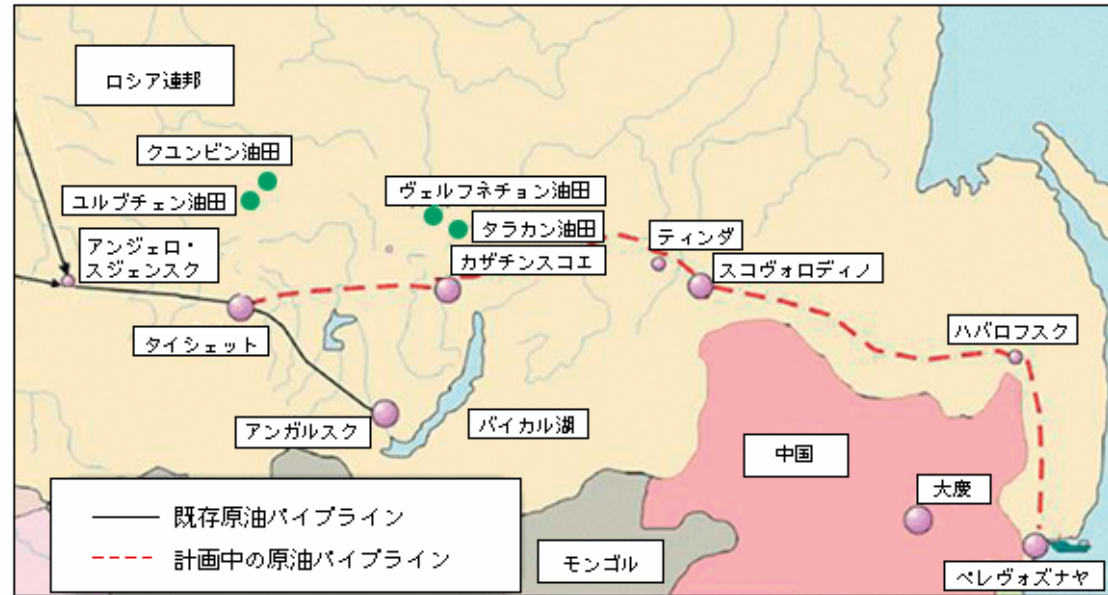 ロシア連邦
クユンビン油田
ユルブチェン油田
ヴェルフネチョン油田
タラカン油田
アンジェロ・
スジェンスク
カザチンスコエ
ティンダ
スコヴォロディノ
タイシェット
ハバロフスク
アンガルスク
バイカル湖
中国
大慶
既存原油パイプライン
計画中の原油パイプライン
モンゴル
ペレヴォズナヤ